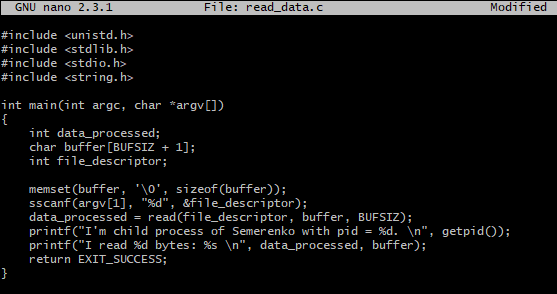 GNU nano 2.3.1 File: read_data.c Modified
#include <unistd.h>
#include <stdlib.h>
#include <stdio.h>
#include <string.h>
int main(int argc, char *argv[])
{
    int data_processed;
    char buffer[BUFSIZ + 1];
    int file_descriptor;
    memset(buffer, '\0', sizeof(buffer));
    sscanf(argv[1], "%d", &file_descriptor);
    data_processed = read(file_descriptor, buffer, BUFSIZ);
    printf("I'm child process of Semerenko with pid = %d. \n", getpid());
    printf("I read %d bytes: %s \n", data_processed, buffer);
    return EXIT_SUCCESS;
}